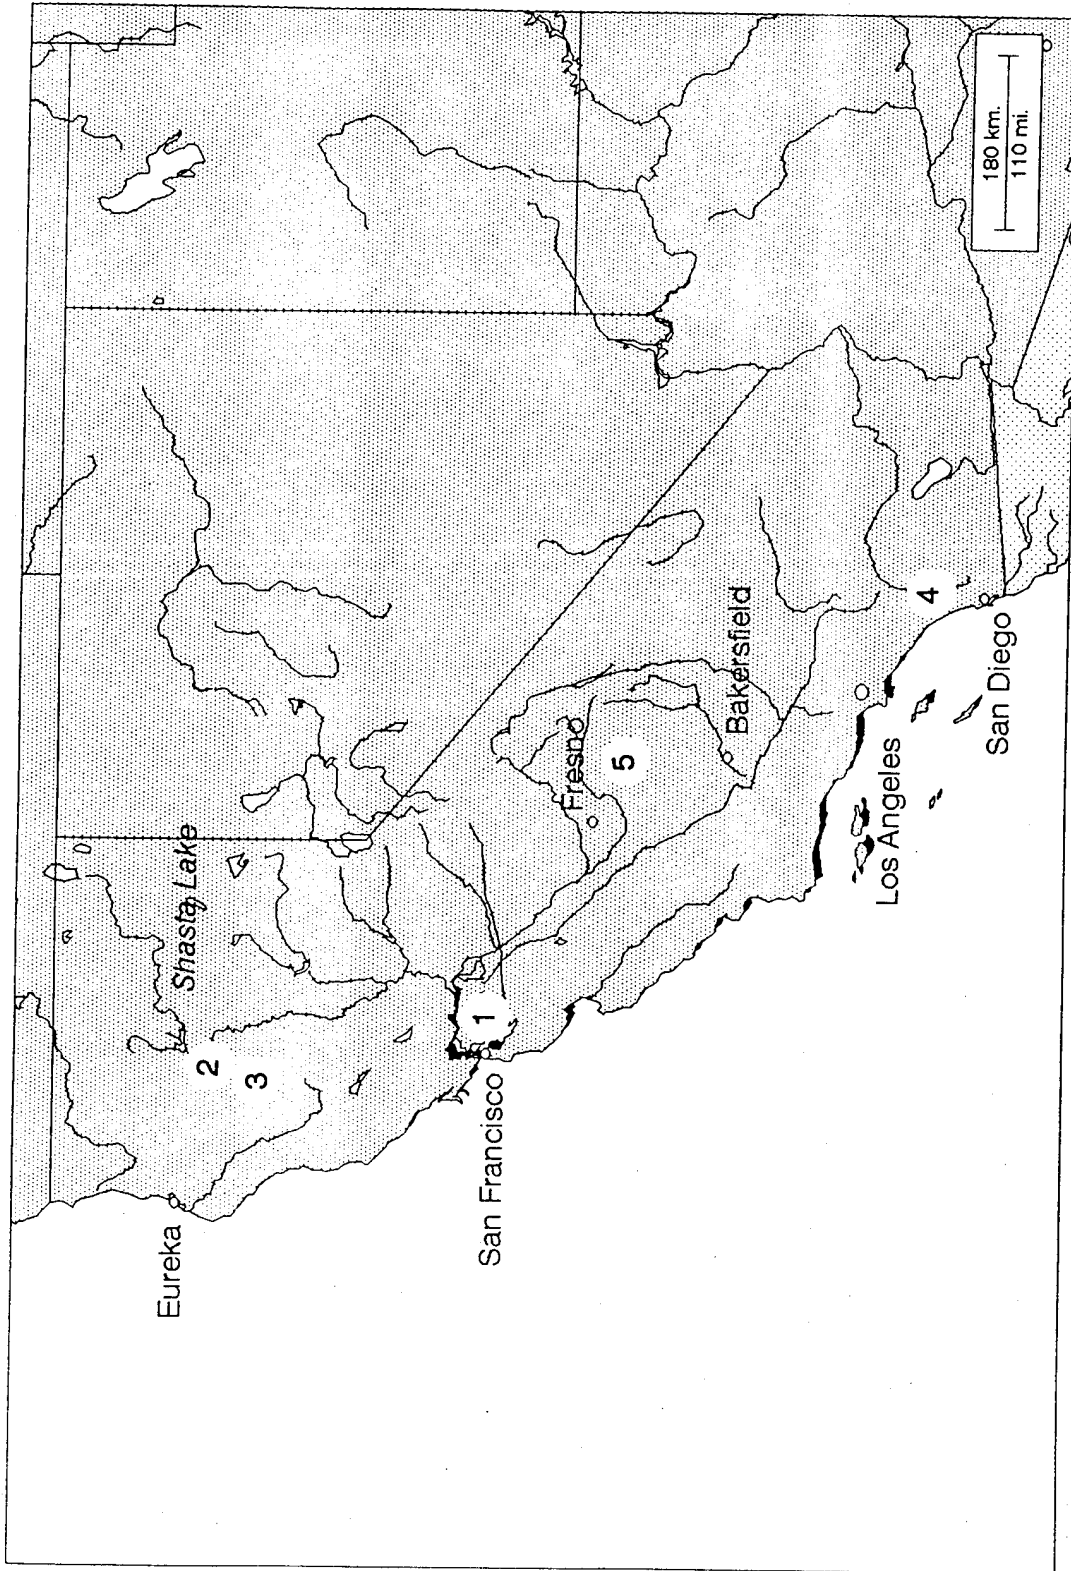 Eureka
Shasta Lake
2
3
San Francisco
1
Fresno
5
Bakersfield
Los Angeles
4
San Diego
180 km.
110 mi.